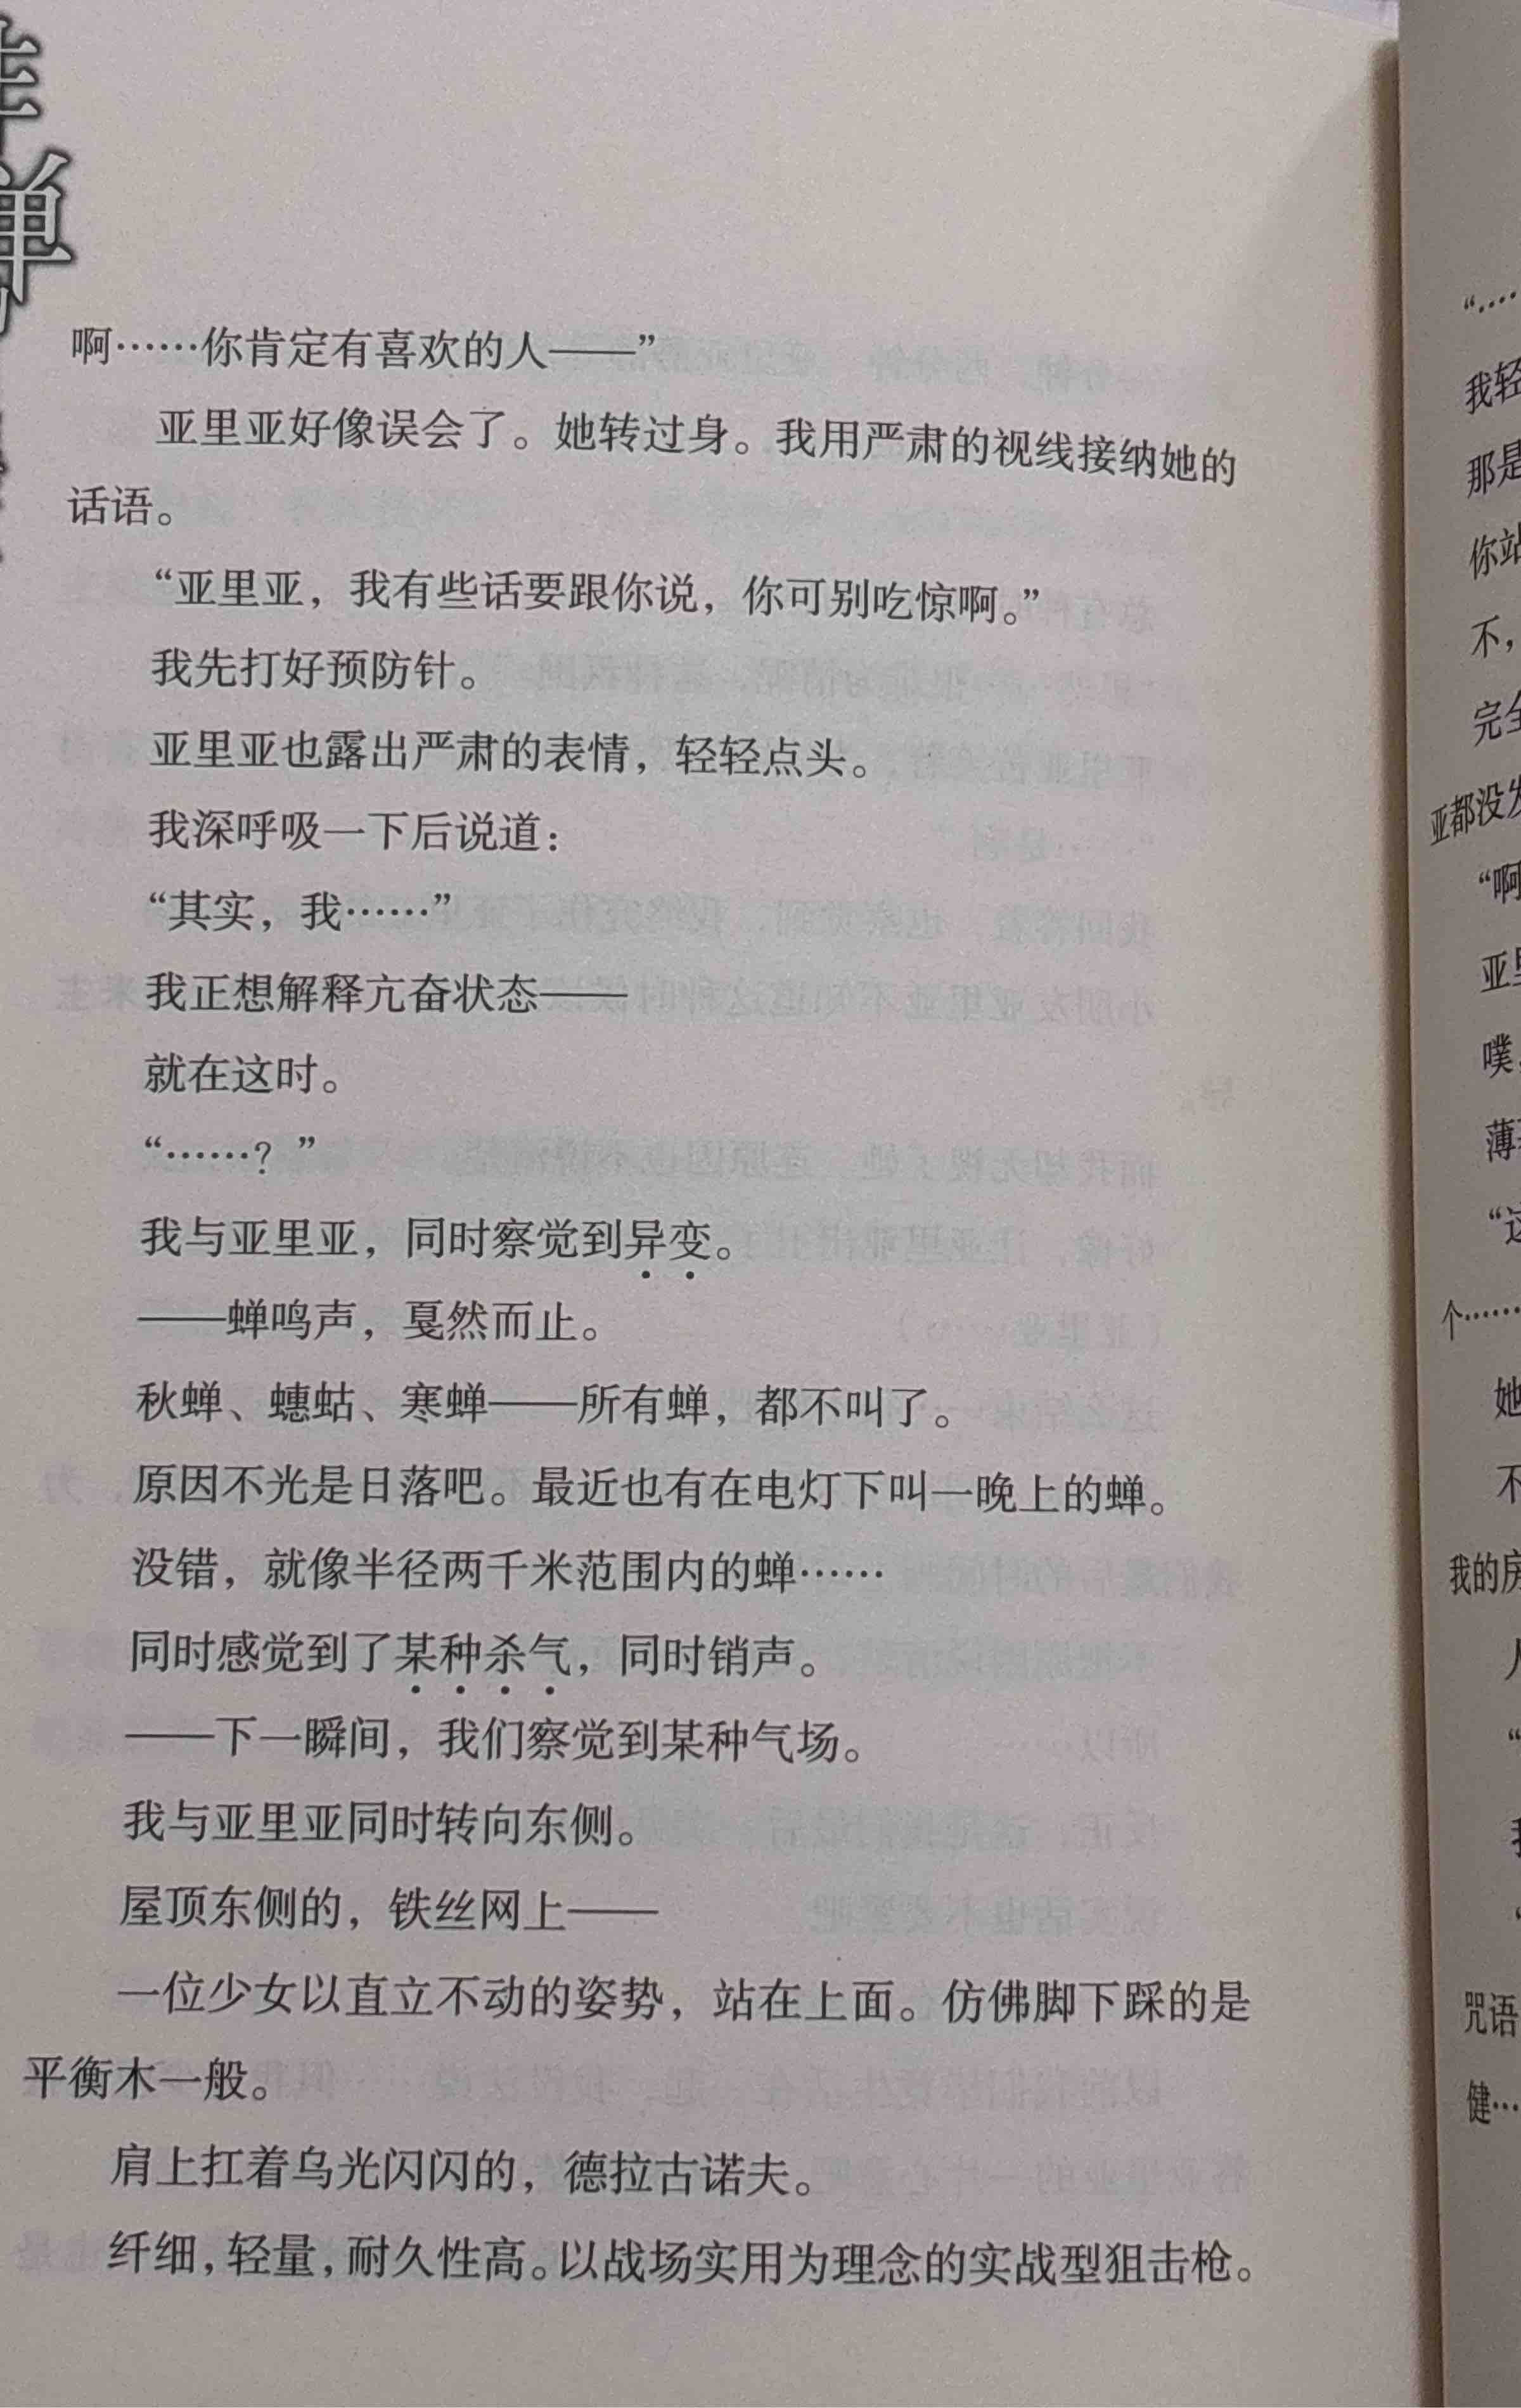 弹
啊……你肯定有喜欢的人——”
亚里亚好像误会了。她转过身。我用严肃的视线接纳她的
话语。
“亚里亚，我有些话要跟你说，你可别吃惊啊。”
我先打好预防针。
亚里亚也露出严肃的表情，轻轻点头。
我深呼吸一下后说道：
“其实，我……”
我正想解释亢奋状态——
就在这时。
“……？”
我与亚里亚，同时察觉到异变。
——蝉鸣声，戛然而止。
秋蝉、蟪蛄、寒蝉——所有蝉，都不叫了。
原因不光是日落吧。最近也有在电灯下叫一晚上的蝉。
没错，就像半径两千米范围内的蝉……
同时感觉到了某种杀气，同时销声。
——下一瞬间，我们察觉到某种气场。
我与亚里亚同时转向东侧。
屋顶东侧的，铁丝网上——
一位少女以直立不动的姿势，站在上面。仿佛脚下踩的是
平衡木一般。
肩上扛着乌光闪闪的，德拉古诺夫。
纤细，轻量，耐久性高。以战场实用为理念的实战型狙击枪。
“…
我轻
那是
你站
不，
完全
亚都没发
“啊
亚里
噗，
薄
“这
个……
她
不
我的房
咒语
健…